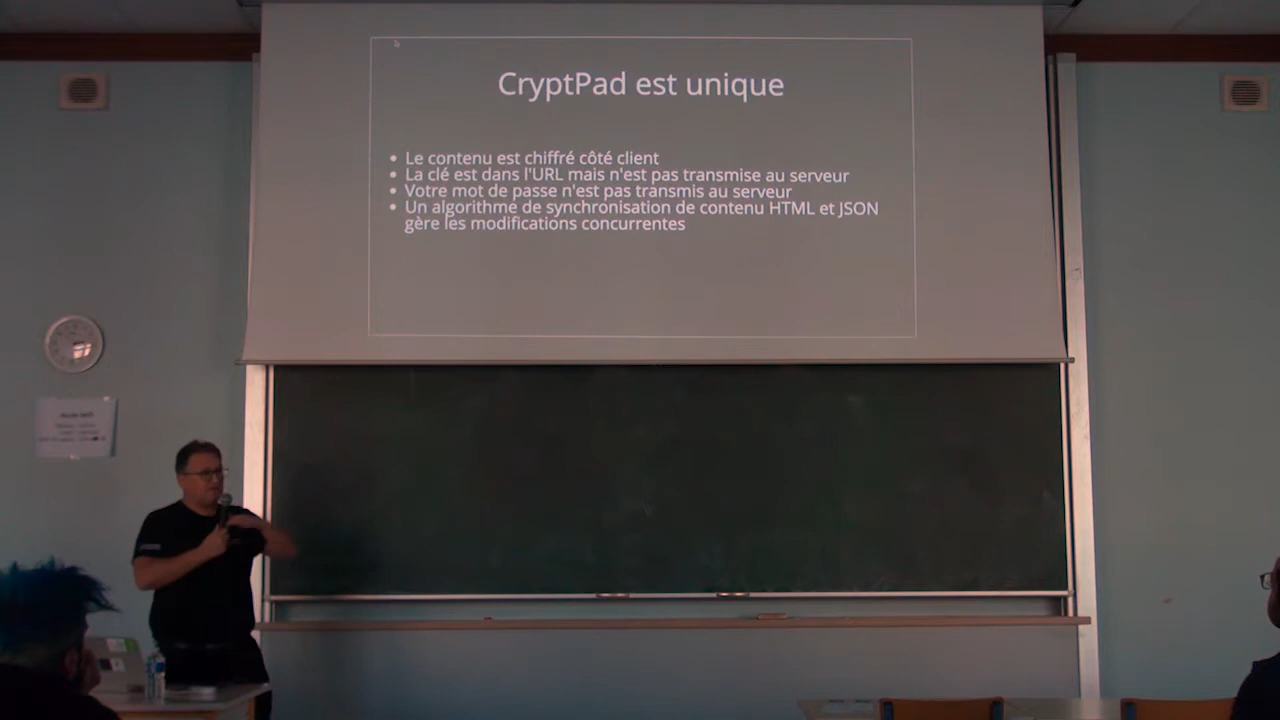 CryptPad est unique
• Le contenu est chiffré côté client
• La clé est dans l'URL mais n'est pas transmise au serveur
• Votre mot de passe n'est pas transmis au serveur
• Un algorithme de synchronisation de contenu HTML et JSON
gère les modifications concurrentes